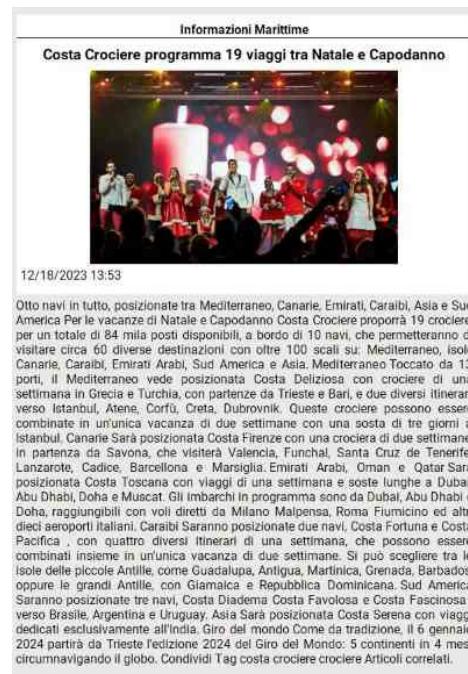 Informazioni Marittime
Costa Crociere programma 19 viaggi tra Natale e Capodanno
12/18/2023 13:53
Otto navi in tutto, posizionate tra Mediterraneo, Canarie, Emirati, Caraibi, Asia e Sud
America Per le vacanze di Natale e Capodanno Costa Crociere proporrà 19 crociere
per un totale di 84 mila posti disponibili, a bordo di 10 navi, che permetteranno di
visitare circa 60 diverse destinazioni con oltre 100 scali su: Mediterraneo, isole
Canarie, Caraibi, Emirati Arabi, Sud America e Asia. Mediterraneo Toccato da 13
porti, il Mediterraneo vede posizionata Costa Deliziosa con crociere di una
settimana in Grecia e Turchia, con partenze da Trieste e Bari, e due diversi itinerari
verso Istanbul, Atene, Corfù, Creta, Dubrovnik. Queste crociere possono essere
combinate in un'unica vacanza di due settimane con una sosta di tre giorni a
Istanbul, Canarie Sarà posizionata Costa Firenze con una crociera di due settimane
in partenza da Savona, che visiterà Valencia, Funchal, Santa Cruz de Tenerife,
Lanzarote, Cadice, Barcellona e Marsiglia. Emirati Arabi, Oman e Qatar Sarà
posizionata Costa Toscana con viaggi di una settimana e soste lunghe a Dubai,
Abu Dhabi, Doha e Muscat. Gli imbarchi in programma sono da Dubai, Abu Dhabi e
Doha, raggiungibili con voli diretti da Milano Malpensa, Roma Fiumicino ed altri
dieci aeroporti italiani. Caraibi Saranno posizionate due navi, Costa Fortuna e Costa
Pacifica , con quattro diversi itinerari di una settimana, che possono essere
combinati insieme in un'unica vacanza di due settimane. Si può scegliere tra le
isole delle piccole Antille, come Guadalupa, Antigua, Martinica, Grenada, Barbados,
oppure le grandi Antille, con Giamaica e Repubblica Dominicana. Sud America
Saranno posizionate tre navi, Costa Diadema Costa Favolosa e Costa Fascinosa,
verso Brasile, Argentina e Uruguay. Asia Sarà posizionata Costa Serena con viaggi
dedicati esclusivamente all'India. Giro del mondo Come da tradizione, il 6 gennaio
2024 partirà da Trieste l'edizione 2024 del Giro del Mondo: 5 continenti in 4 mesi
circumnavigando il globo. Condividi Tag costa crociere crociere Articoli correlati.